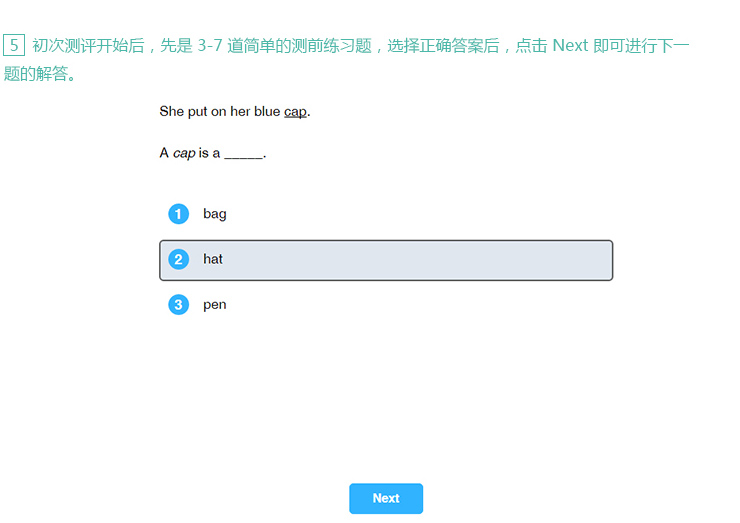 5 初次测评开始后，先是 3-7 道简单的测前练习题，选择正确答案后，点击 Next 即可进行下一
题的解答。
She put on her blue cap.
A cap is a _____.
1 bag
2 hat
3 pen
Next